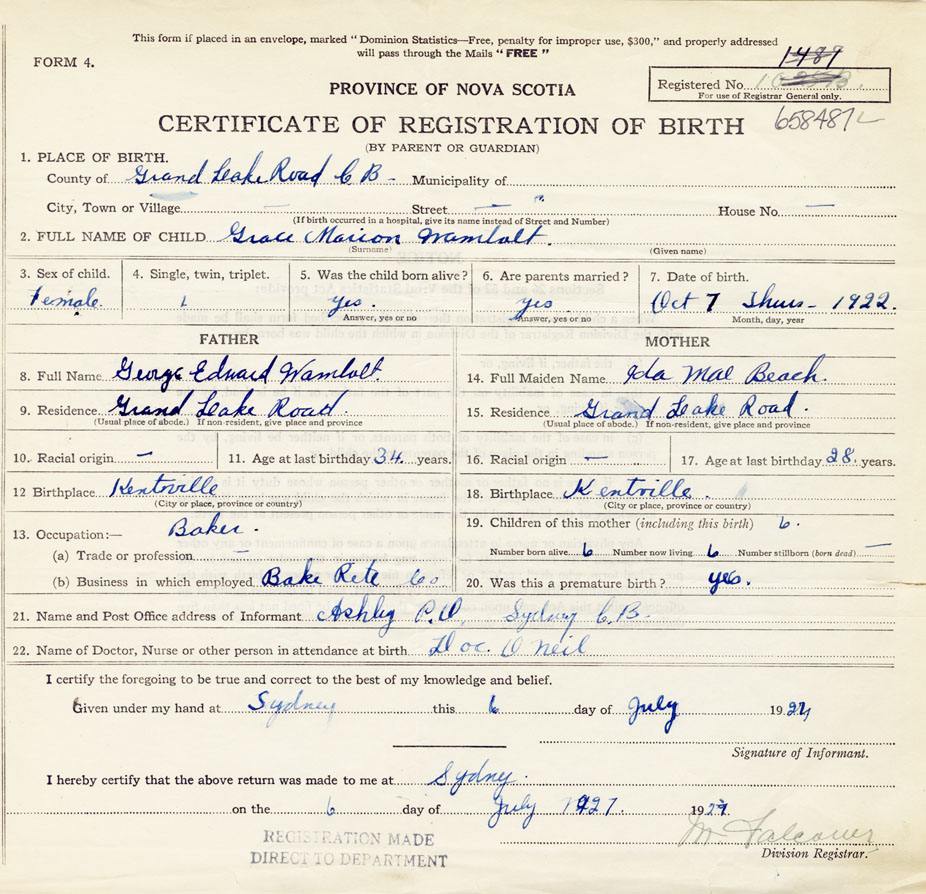 This form if placed in an envelope, marked "Dominion Statistics—Free, penalty for improper use, $300," and properly addressed
will pass through the Mails "FREE"
FORM 4.
1487
PROVINCE OF NOVA SCOTIA
Registered No.
For use of Registrar General only.
CERTIFICATE OF REGISTRATION OF BIRTH
658487
(BY PARENT OR GUARDIAN)
1. PLACE OF BIRTH.
County of Grand Leake Road C B - Municipality of
City, Town or Village — Street — House No. —
(If birth occurred in a hospital, give its name instead of Street and Number)
2. FULL NAME OF CHILD Grace Marion Wambolt.
(Surname) (Given name)
3. Sex of child. 4. Single, twin, triplet. 5. Was the child born alive? 6. Are parents married? 7. Date of birth.
Female. 1 yes. yes Oct 7 Thurs - 1922.
Answer, yes or no Answer, yes or no Month, day, year
FATHER MOTHER
8. Full Name George Edward Wambolt. 14. Full Maiden Name Ida Mae Beach.
9. Residence Grand Leake Road. 15. Residence Grand Leake Road.
(Usual place of abode.) If non-resident, give place and province (Usual place of abode.) If non-resident, give place and province
10. Racial origin — 11. Age at last birthday 34 years. 16. Racial origin — 17. Age at last birthday 28 years.
12 Birthplace Kentville 18. Birthplace Kentville.
(City or place, province or country) (City or place, province or country)
13. Occupation:— Baker. 19. Children of this mother (including this birth) 6.
(a) Trade or profession — Number born alive 6 Number now living 6 Number stillborn (born dead) —
(b) Business in which employed Bake Rete Co 20. Was this a premature birth? yes.
21. Name and Post Office address of Informant Ashby P.O. Sydney C.B.
22. Name of Doctor, Nurse or other person in attendance at birth Doc. O Neil
I certify the foregoing to be true and correct to the best of my knowledge and belief.
Given under my hand at Sydney this 6 day of July 1927
Signature of Informant.
I hereby certify that the above return was made to me at Sydney.
on the 6 day of July 1927. 1927
REGISTRATION MADE
DIRECT TO DEPARTMENT
M. Falconer
Division Registrar.